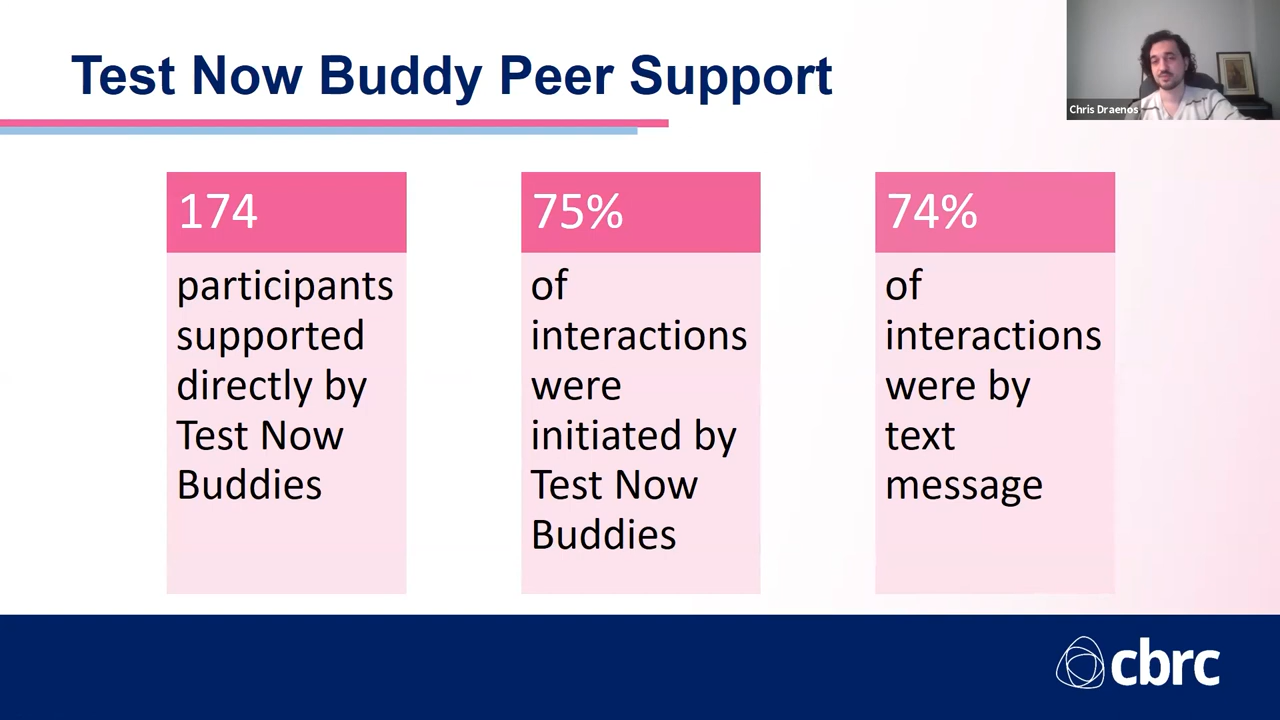 Test Now Buddy Peer Support
Chris Draenos
174
participants
supported
directly by
Test Now
Buddies
75%
of
interactions
were
initiated by
Test Now
Buddies
74%
of
interactions
were by
text
message
cbrc